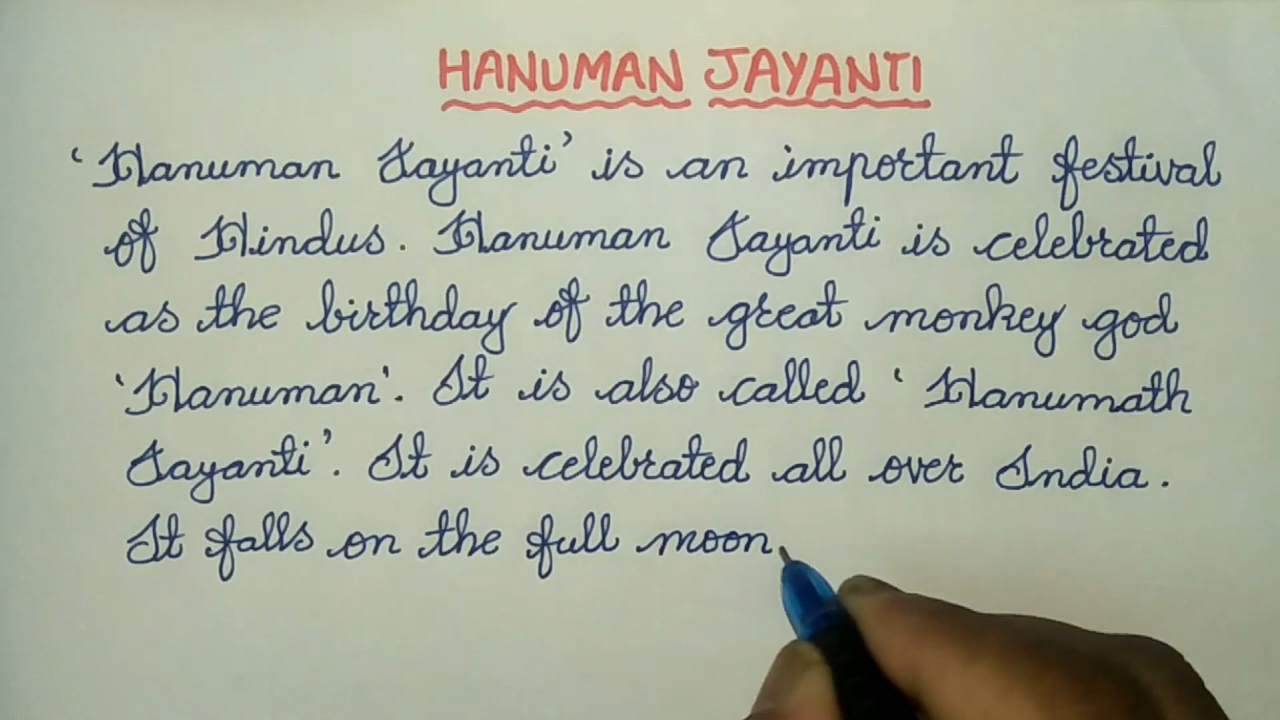 HANUMAN JAYANTI
‘Hanuman Jayanti’ is an important festival
of Hindus. Hanuman Jayanti is celebrated
as the birthday of the great monkey god
‘Hanuman’. It is also called ‘Hanumath
Jayanti’. It is celebrated all over India.
It falls on the full moon